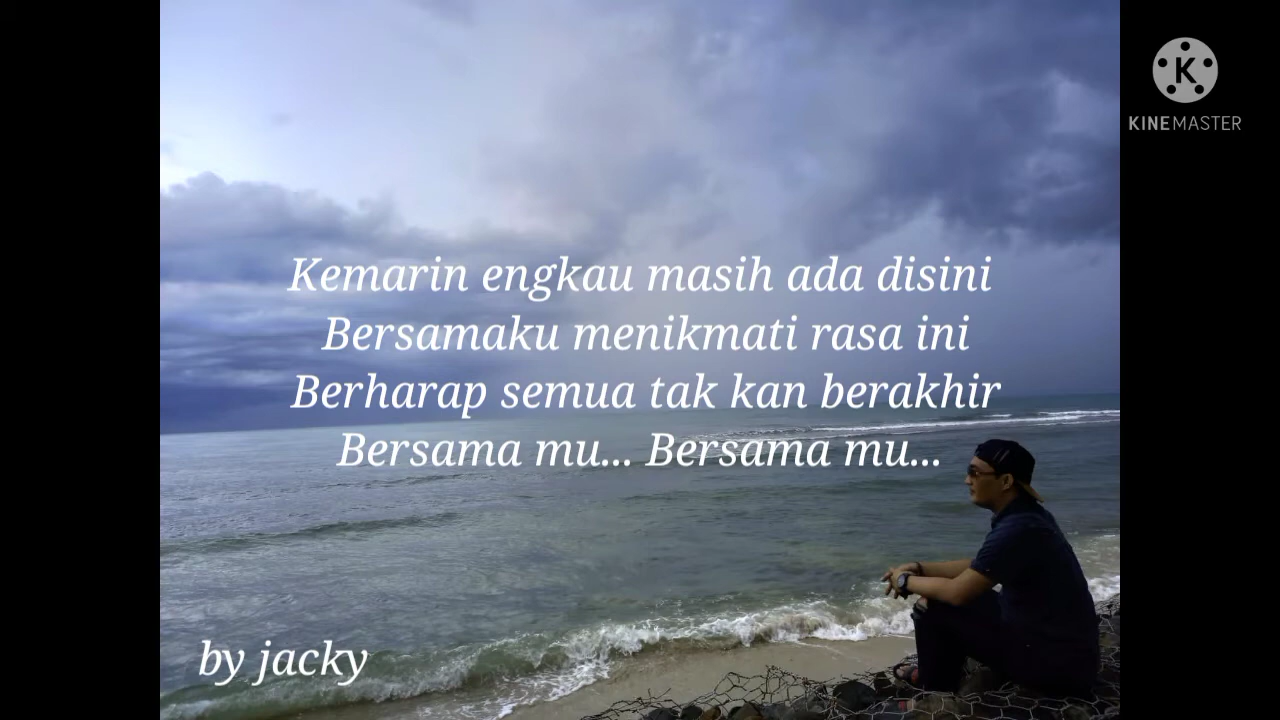 KINEMASTER
Kemarin engkau masih ada disini
Bersamaku menikmati rasa ini
Berharap semua tak kan berakhir
Bersama mu... Bersama mu...
by jacky